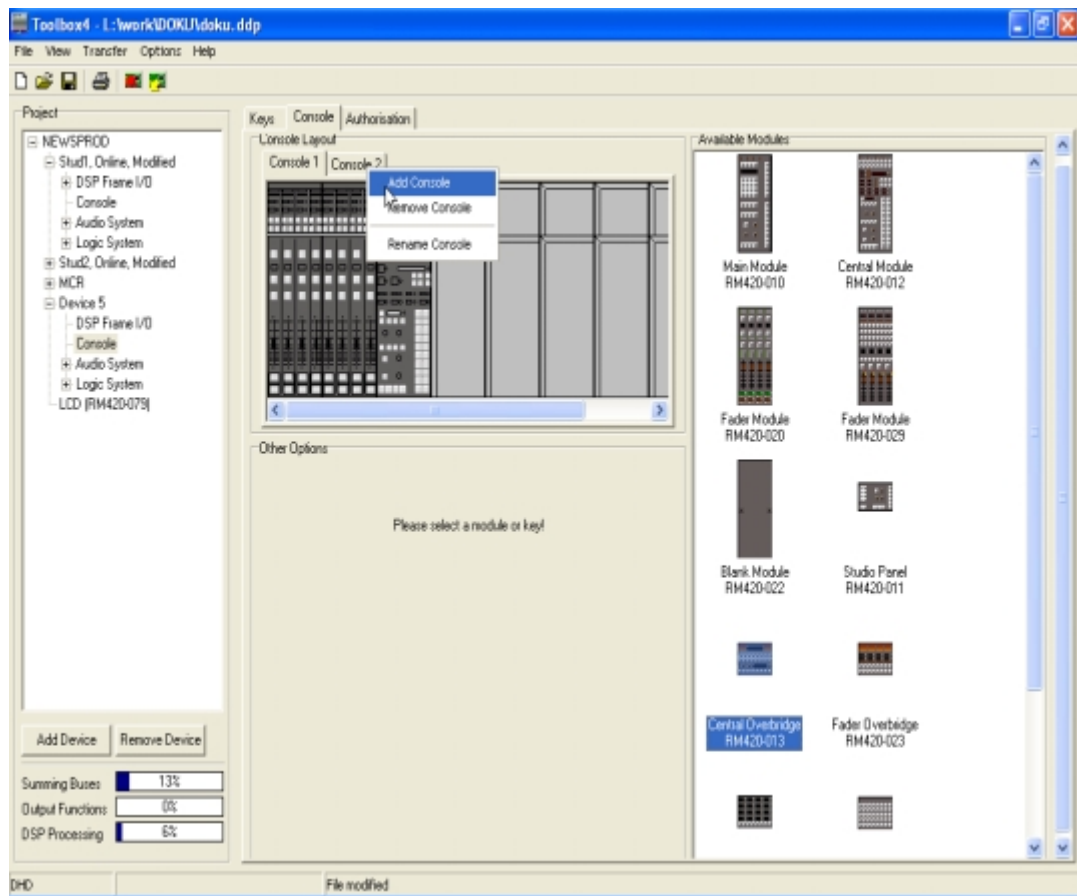 Toolbox4 - L:\work\DOKU\doku.ddp
File View Transfer Options Help
Project
NEWSPROD
Stud1, Online, Modified
DSP Frame I/O
Console
Audio System
Logic System
Stud2, Online, Modified
MCR
Device 5
DSP Frame I/O
Console
Audio System
Logic System
LCD (RM420-079)
Add Device Remove Device
Summing Buses 13%
Output Functions 0%
DSP Processing 6%
Keys Console Authorisation
Console Layout
Console 1 Console 2
Add Console
Remove Console
Rename Console
Other Options
Please select a module or key!
Available Modules
Main Module
RM420-010
Central Module
RM420-012
Fader Module
RM420-020
Fader Module
RM420-029
Blank Module
RM420-022
Studio Panel
RM420-011
Central Overbridge
RM420-013
Fader Overbridge
RM420-023
DHD
File modified